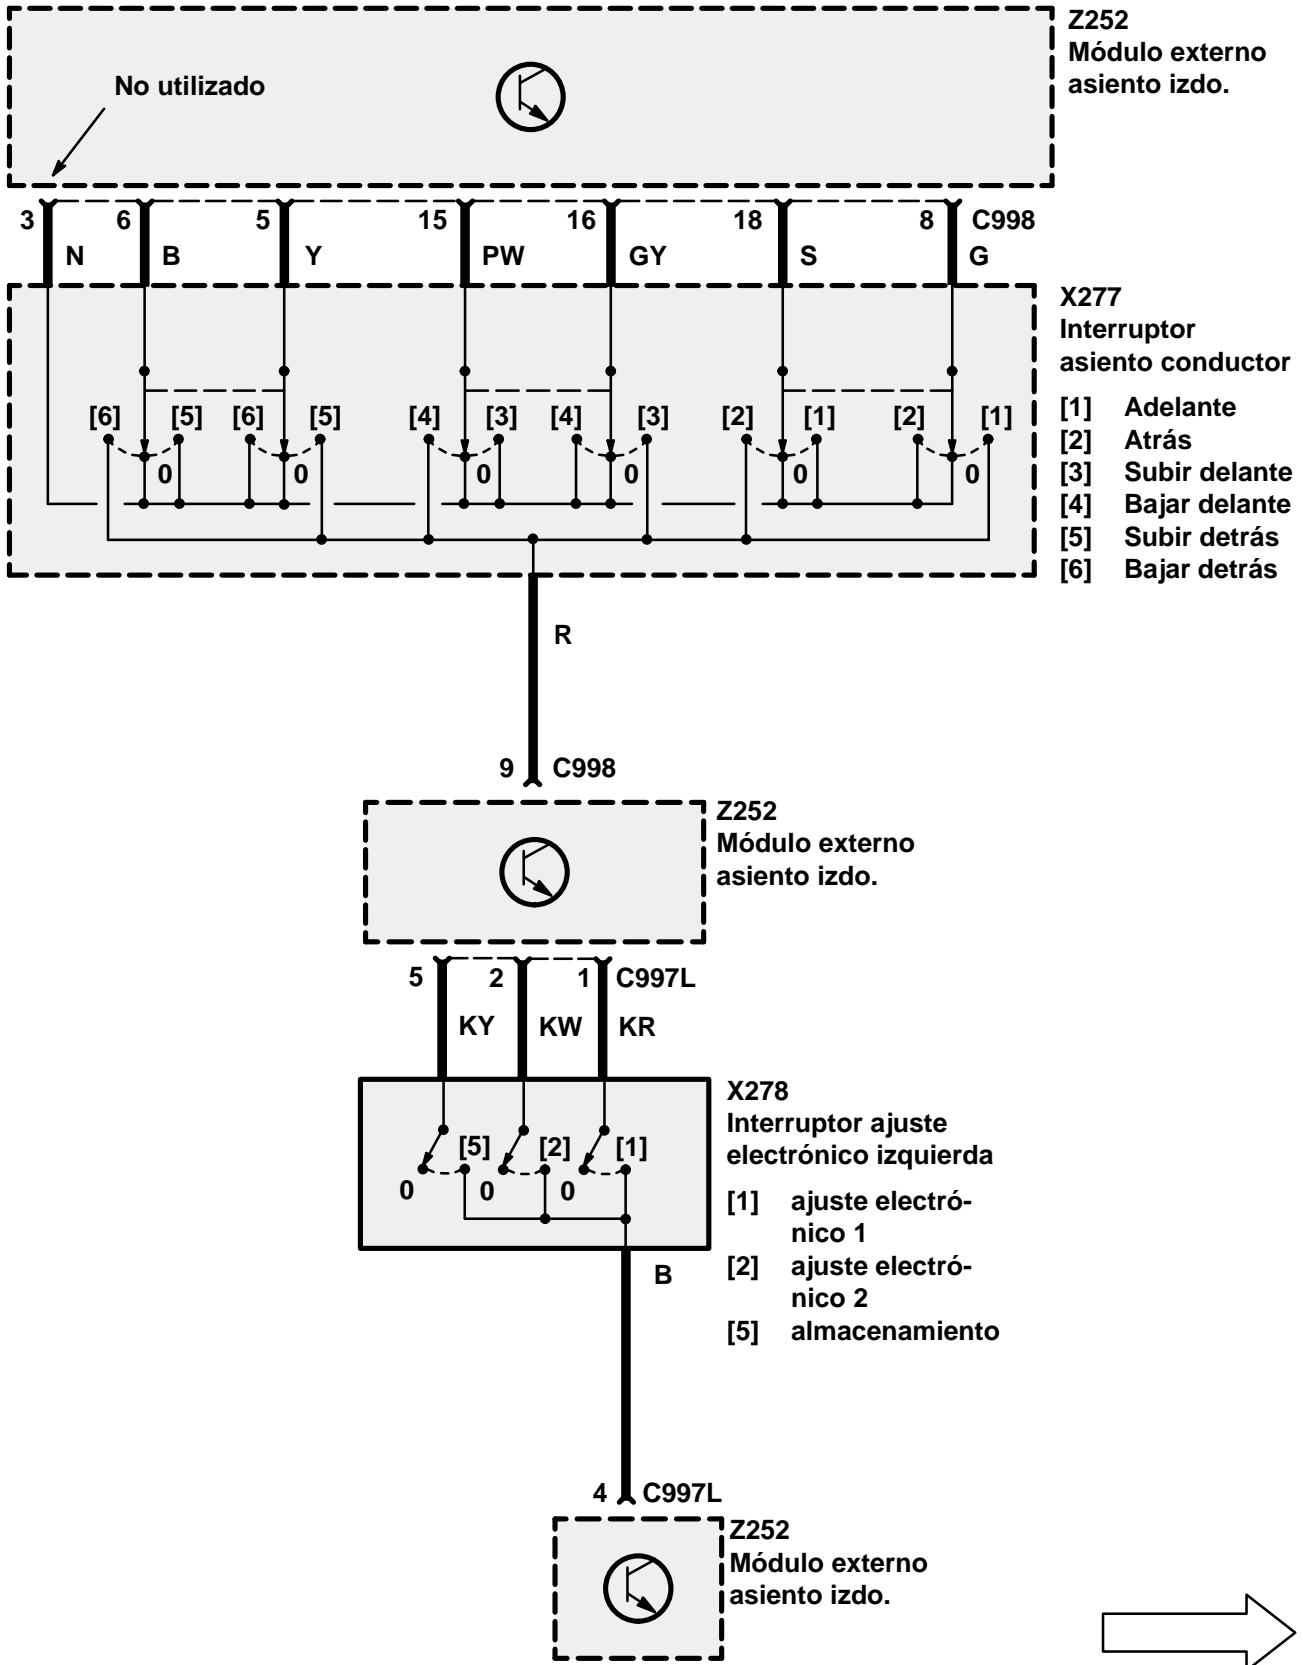 Z252
Módulo externo
asiento izdo.
No utilizado
3 6 5 15 16 18 8 C998
N B Y PW GY S G
X277
Interruptor
asiento conductor
[1] Adelante
[2] Atrás
[3] Subir delante
[4] Bajar delante
[5] Subir detrás
[6] Bajar detrás
[6] [5] [6] [5] [4] [3] [4] [3] [2] [1] [2] [1]
0 0 0 0 0 0
R
9 C998
Z252
Módulo externo
asiento izdo.
5 2 1 C997L
KY KW KR
X278
Interruptor ajuste
electrónico izquierda
[5] [2] [1]
0 0 0
[1] ajuste electró-
nico 1
[2] ajuste electró-
nico 2
[5] almacenamiento
B
4 C997L
Z252
Módulo externo
asiento izdo.